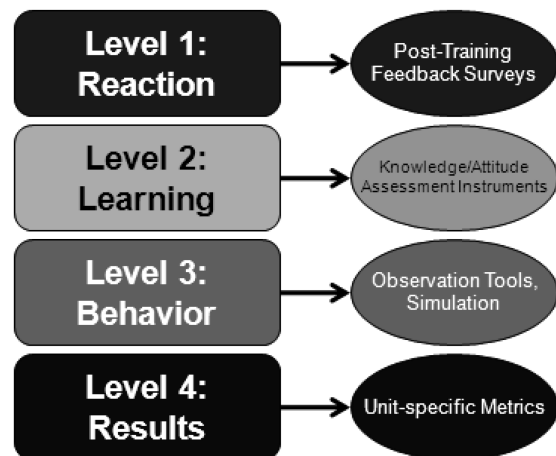 Level 1:
Reaction
Post-Training
Feedback Surveys
Level 2:
Learning
Knowledge/Attitude
Assessment Instruments
Level 3:
Behavior
Observation Tools,
Simulation
Level 4:
Results
Unit-specific Metrics